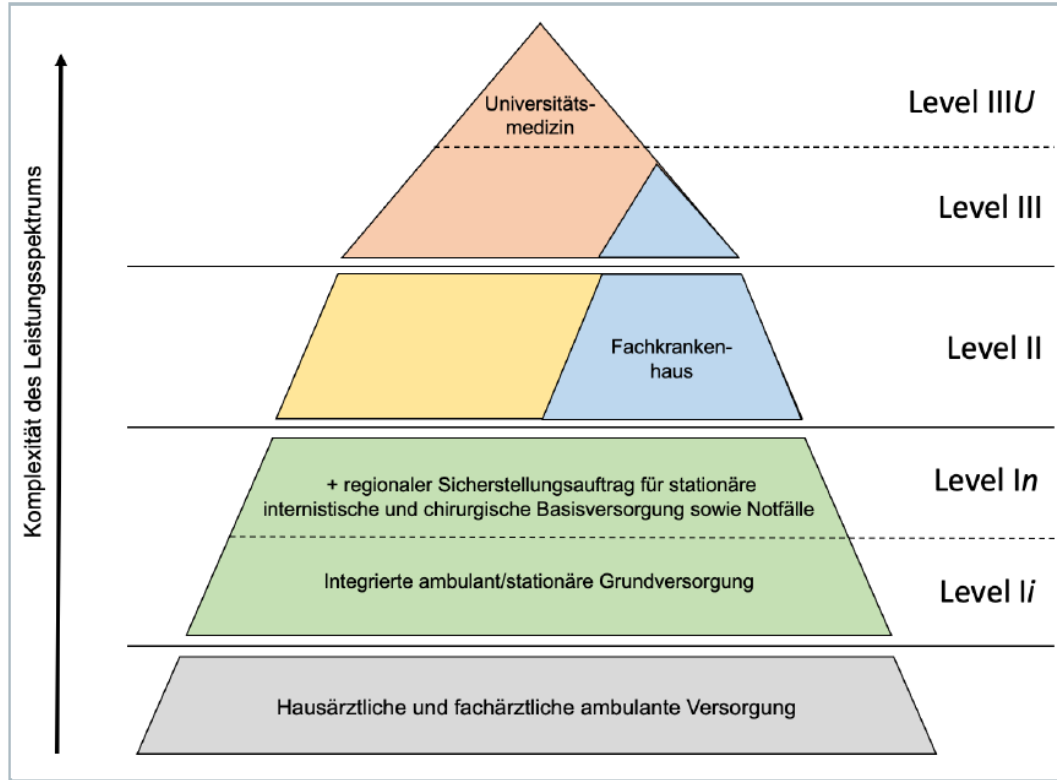 Komplexität des Leistungsspektrums
Universitäts-
medizin
Level IIIU
Level III
Fachkranken-
haus
Level II
+ regionaler Sicherstellungsauftrag für stationäre
internistische und chirurgische Basisversorgung sowie Notfälle
Level In
Integrierte ambulant/stationäre Grundversorgung
Level Ii
Hausärztliche und fachärztliche ambulante Versorgung